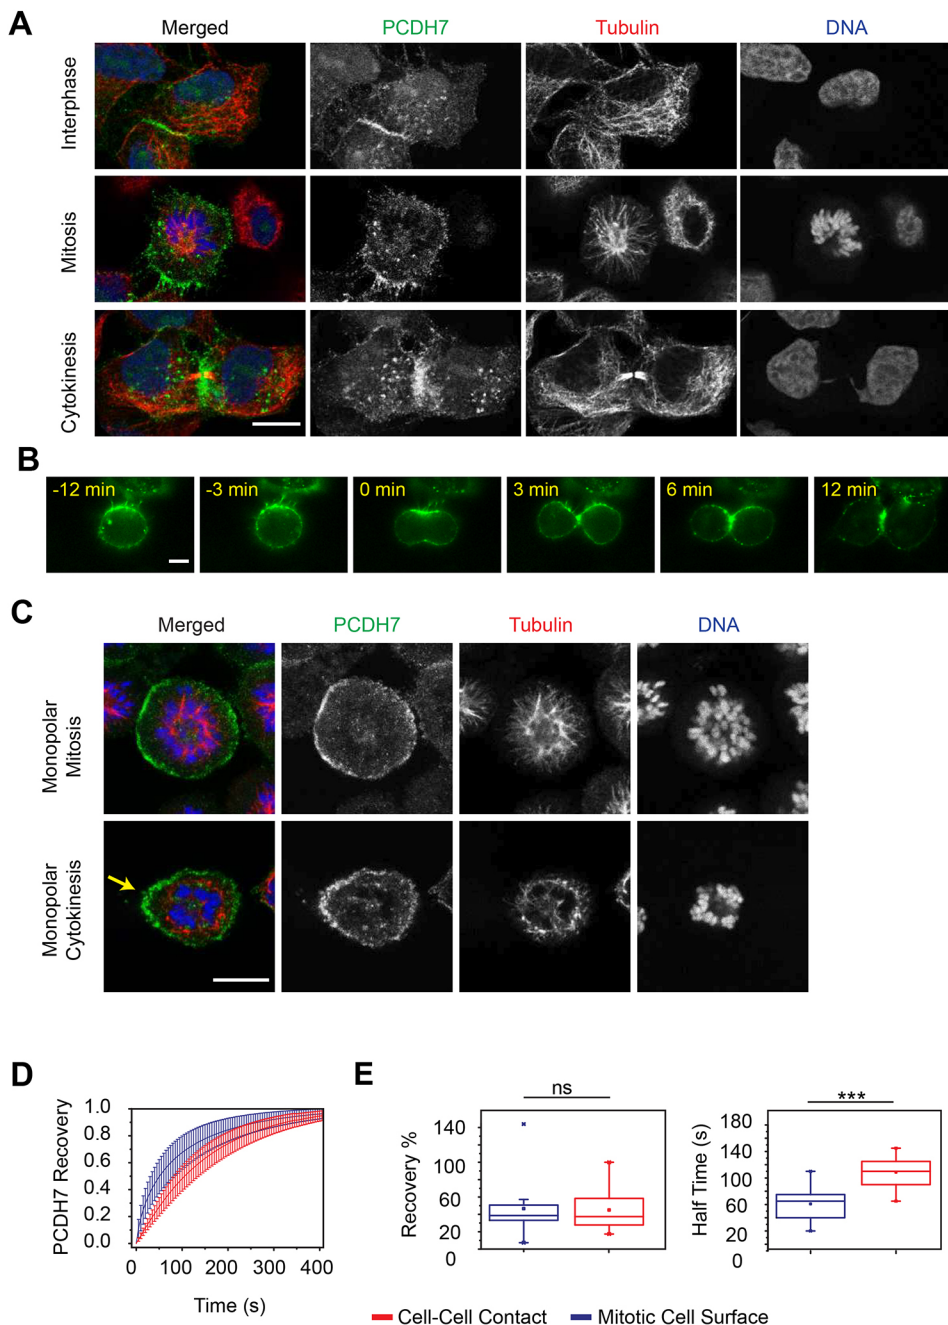 A
Merged PCDH7 Tubulin DNA
Interphase
Mitosis
Cytokinesis
B
-12 min -3 min 0 min 3 min 6 min 12 min
C
Merged PCDH7 Tubulin DNA
Monopolar
Mitosis
Monopolar
Cytokinesis
D
PCDH7 Recovery
1.0
0.8
0.6
0.4
0.2
0.0
0 100 200 300 400
Time (s)
E
ns
Recovery %
140
100
60
40
20
0
***
Half Time (s)
180
140
100
60
20
0
Cell-Cell Contact Mitotic Cell Surface